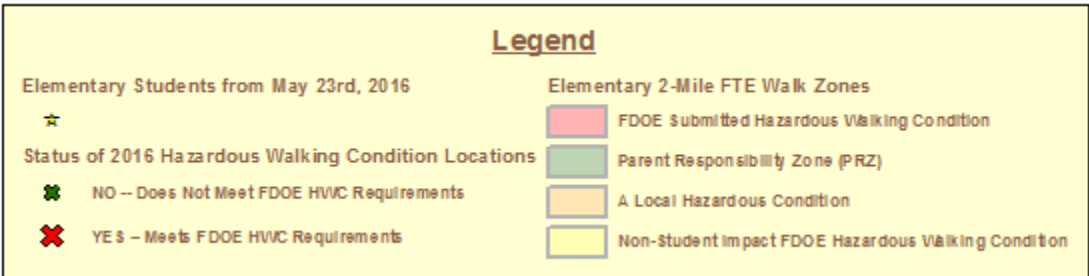 Legend
Elementary Students from May 23rd, 2016
Status of 2016 Hazardous Walking Condition Locations
NO -- Does Not Meet FDOE HWC Requirements
YES – Meets FDOE HWC Requirements
Elementary 2-Mile FTE Walk Zones
FDOE Submitted Hazardous Walking Condition
Parent Responsibility Zone (PRZ)
A Local Hazardous Condition
Non-Student Impact FDOE Hazardous Walking Condition